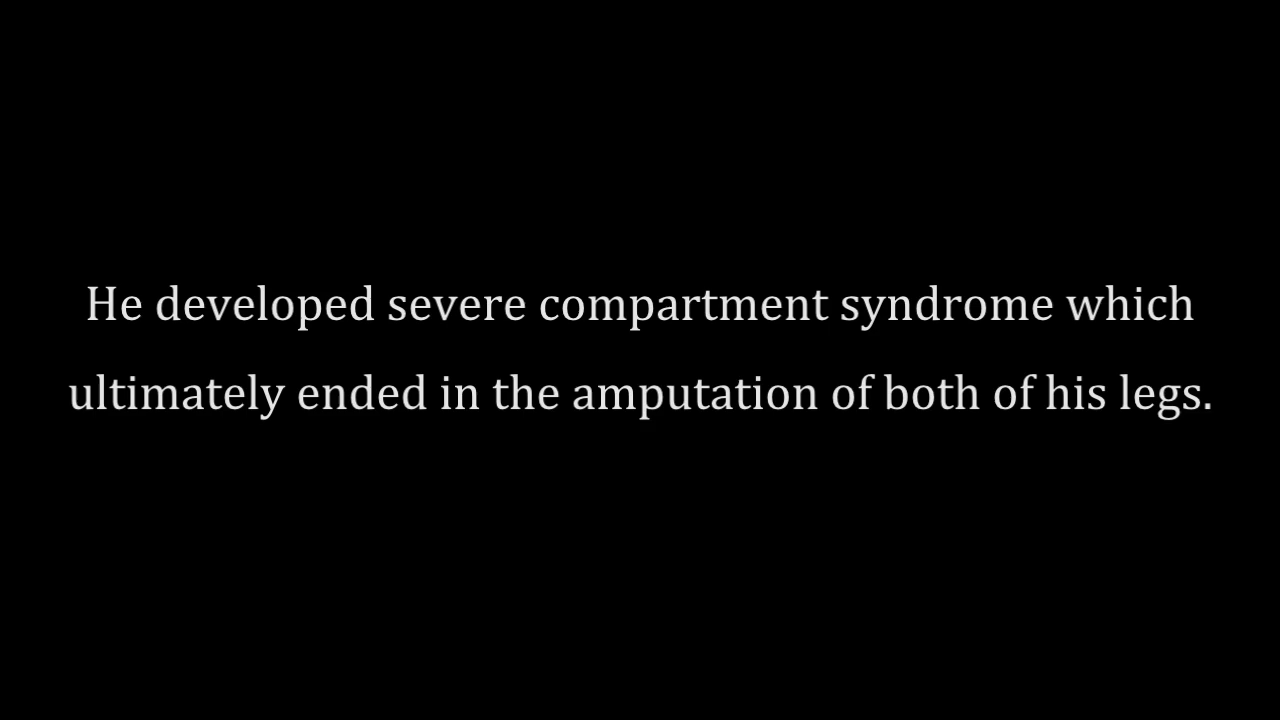 He developed severe compartment syndrome which
ultimately ended in the amputation of both of his legs.